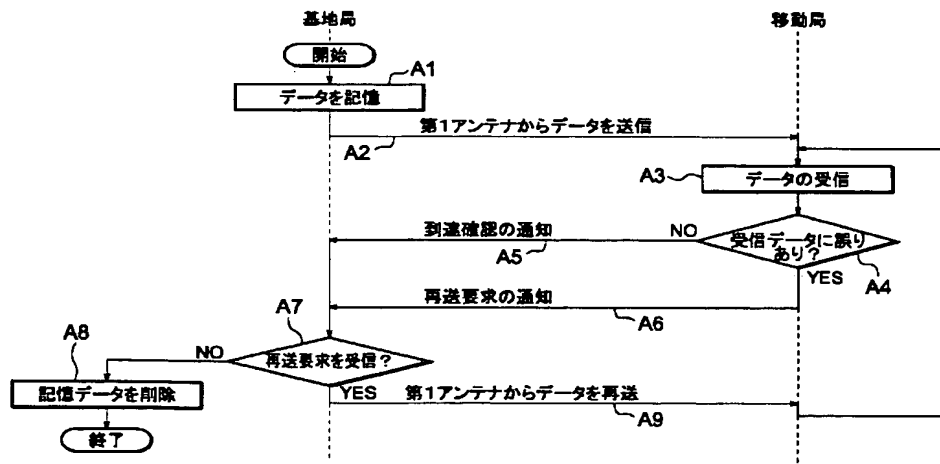 基地局
移動局
開始
A1
データを記憶
第1アンテナからデータを送信
A2
A3
データの受信
到達確認の通知
NO
A5
受信データに誤り
あり?
A4
YES
再送要求の通知
A6
A7
A8
NO
再送要求を受信?
YES
記憶データを削除
第1アンテナからデータを再送
A9
終了